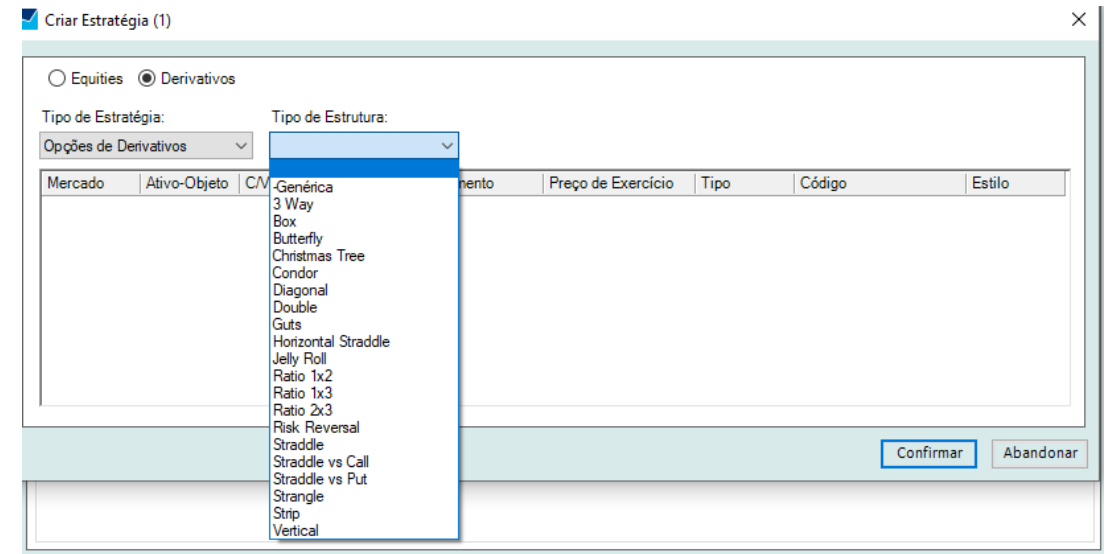 Criar Estratégia (1)
Equities Derivativos
Tipo de Estratégia: Tipo de Estrutura:
Opções de Derivativos
Mercado Ativo-Objeto C/V mento Preço de Exercício Tipo Código Estilo
-Genérica
3 Way
Box
Butterfly
Christmas Tree
Condor
Diagonal
Double
Guts
Horizontal Straddle
Jelly Roll
Ratio 1x2
Ratio 1x3
Ratio 2x3
Risk Reversal
Straddle
Straddle vs Call
Straddle vs Put
Strangle
Strip
Vertical
Confirmar Abandonar